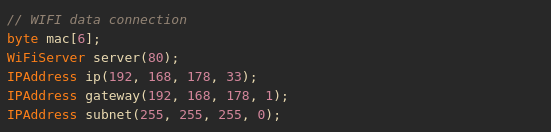 // WIFI data connection
byte mac[6];
WiFiServer server(80);
IPAddress ip(192, 168, 178, 33);
IPAddress gateway(192, 168, 178, 1);
IPAddress subnet(255, 255, 255, 0);